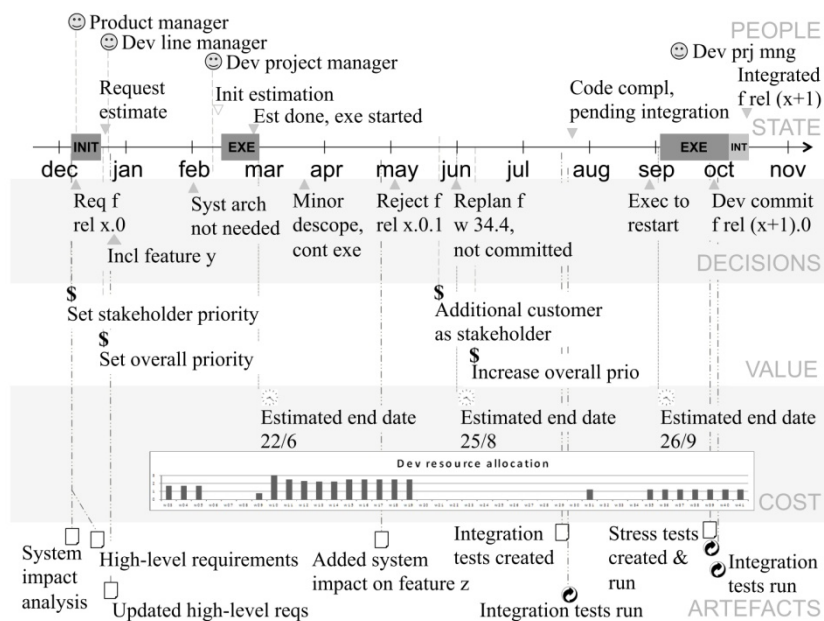 Product manager
PEOPLE
Dev line manager
Dev project manager
Dev prj mng
Request
estimate
Init estimation
Est done, exe started
Code compl,
pending integration
Integrated
f rel (x+1)
STATE
INIT
EXE
EXE
INT
dec
jan
feb
mar
apr
may
jun
jul
aug
sep
oct
nov
Req f
rel x.0
Incl feature y
Syst arch
not needed
Minor
descope,
cont exe
Reject f
rel x.0.1
Replan f
w 34.4,
not committed
Exec to
restart
Dev commit
f rel (x+1).0
DECISIONS
$
Set stakeholder priority
$
Set overall priority
$
Additional customer
as stakeholder
$
Increase overall prio
VALUE
Estimated end date
22/6
Estimated end date
25/8
Estimated end date
26/9
Dev resource allocation
COST
System
impact
analysis
High-level requirements
Updated high-level reqs
Added system
impact on feature z
Integration
tests created
Integration tests run
Stress tests
created &
run
Integration
tests run
ARTEFACTS